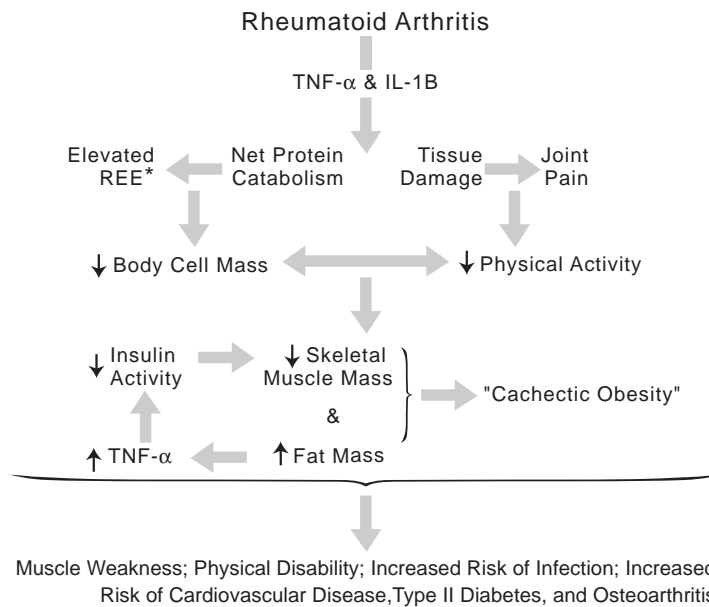 Rheumatoid Arthritis
TNF-α & IL-1B
Elevated REE*
Net Protein Catabolism
Tissue Damage
Joint Pain
↓ Body Cell Mass
↓ Physical Activity
↓ Insulin Activity
↓ Skeletal Muscle Mass
&
↑ Fat Mass
"Cachectic Obesity"
↑ TNF-α
Muscle Weakness; Physical Disability; Increased Risk of Infection; Increased
Risk of Cardiovascular Disease,Type II Diabetes, and Osteoarthritis